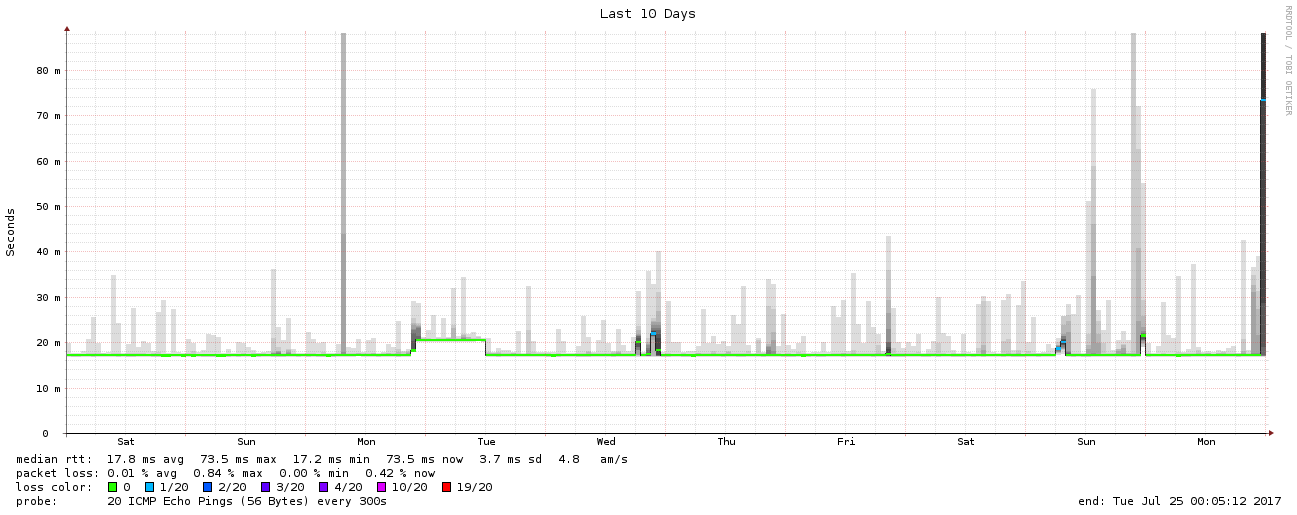 Last 10 Days
RRDTOOL / TOBI OETIKER
Seconds
80 m
70 m
60 m
50 m
40 m
30 m
20 m
10 m
0
Sat Sun Mon Tue Wed Thu Fri Sat Sun Mon
median rtt: 17.8 ms avg 73.5 ms max 17.2 ms min 73.5 ms now 3.7 ms sd 4.8 am/s
packet loss: 0.01 % avg 0.84 % max 0.00 % min 0.42 % now
loss color: 0 1/20 2/20 3/20 4/20 10/20 19/20
probe: 20 ICMP Echo Pings (56 Bytes) every 300s end: Tue Jul 25 00:05:12 2017